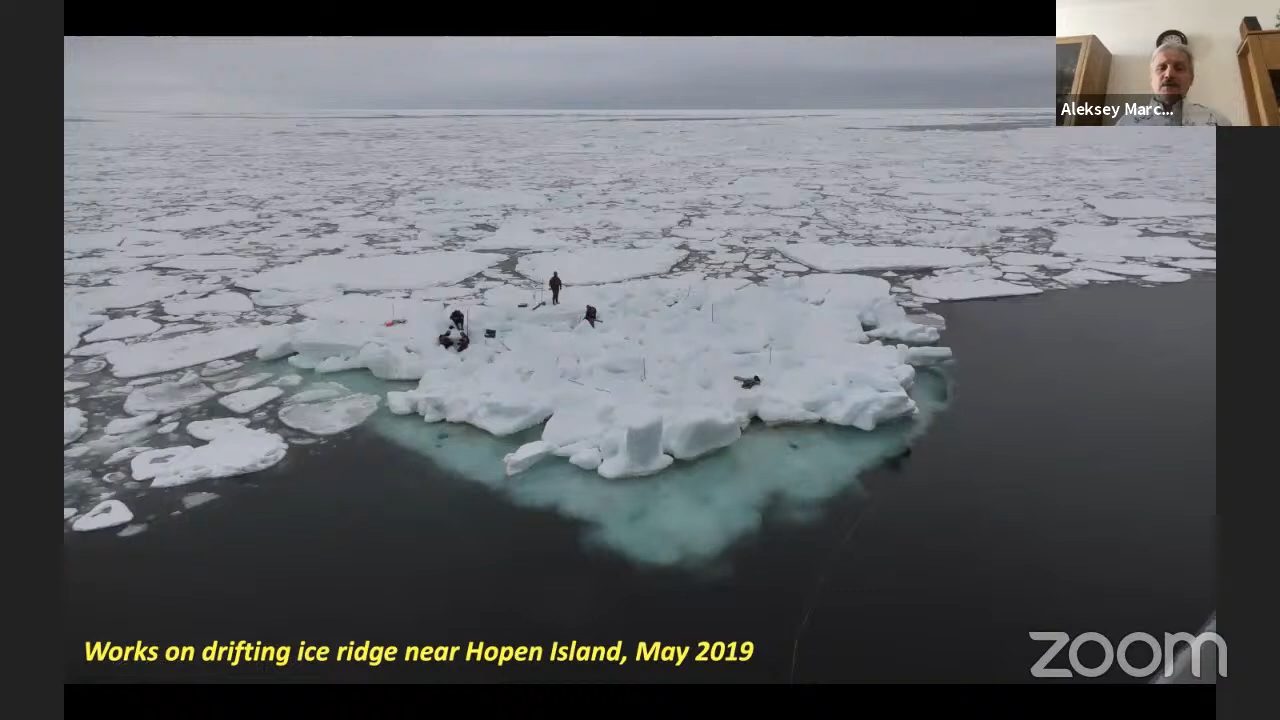 Aleksey Marc...
Works on drifting ice ridge near Hopen Island, May 2019
zoom